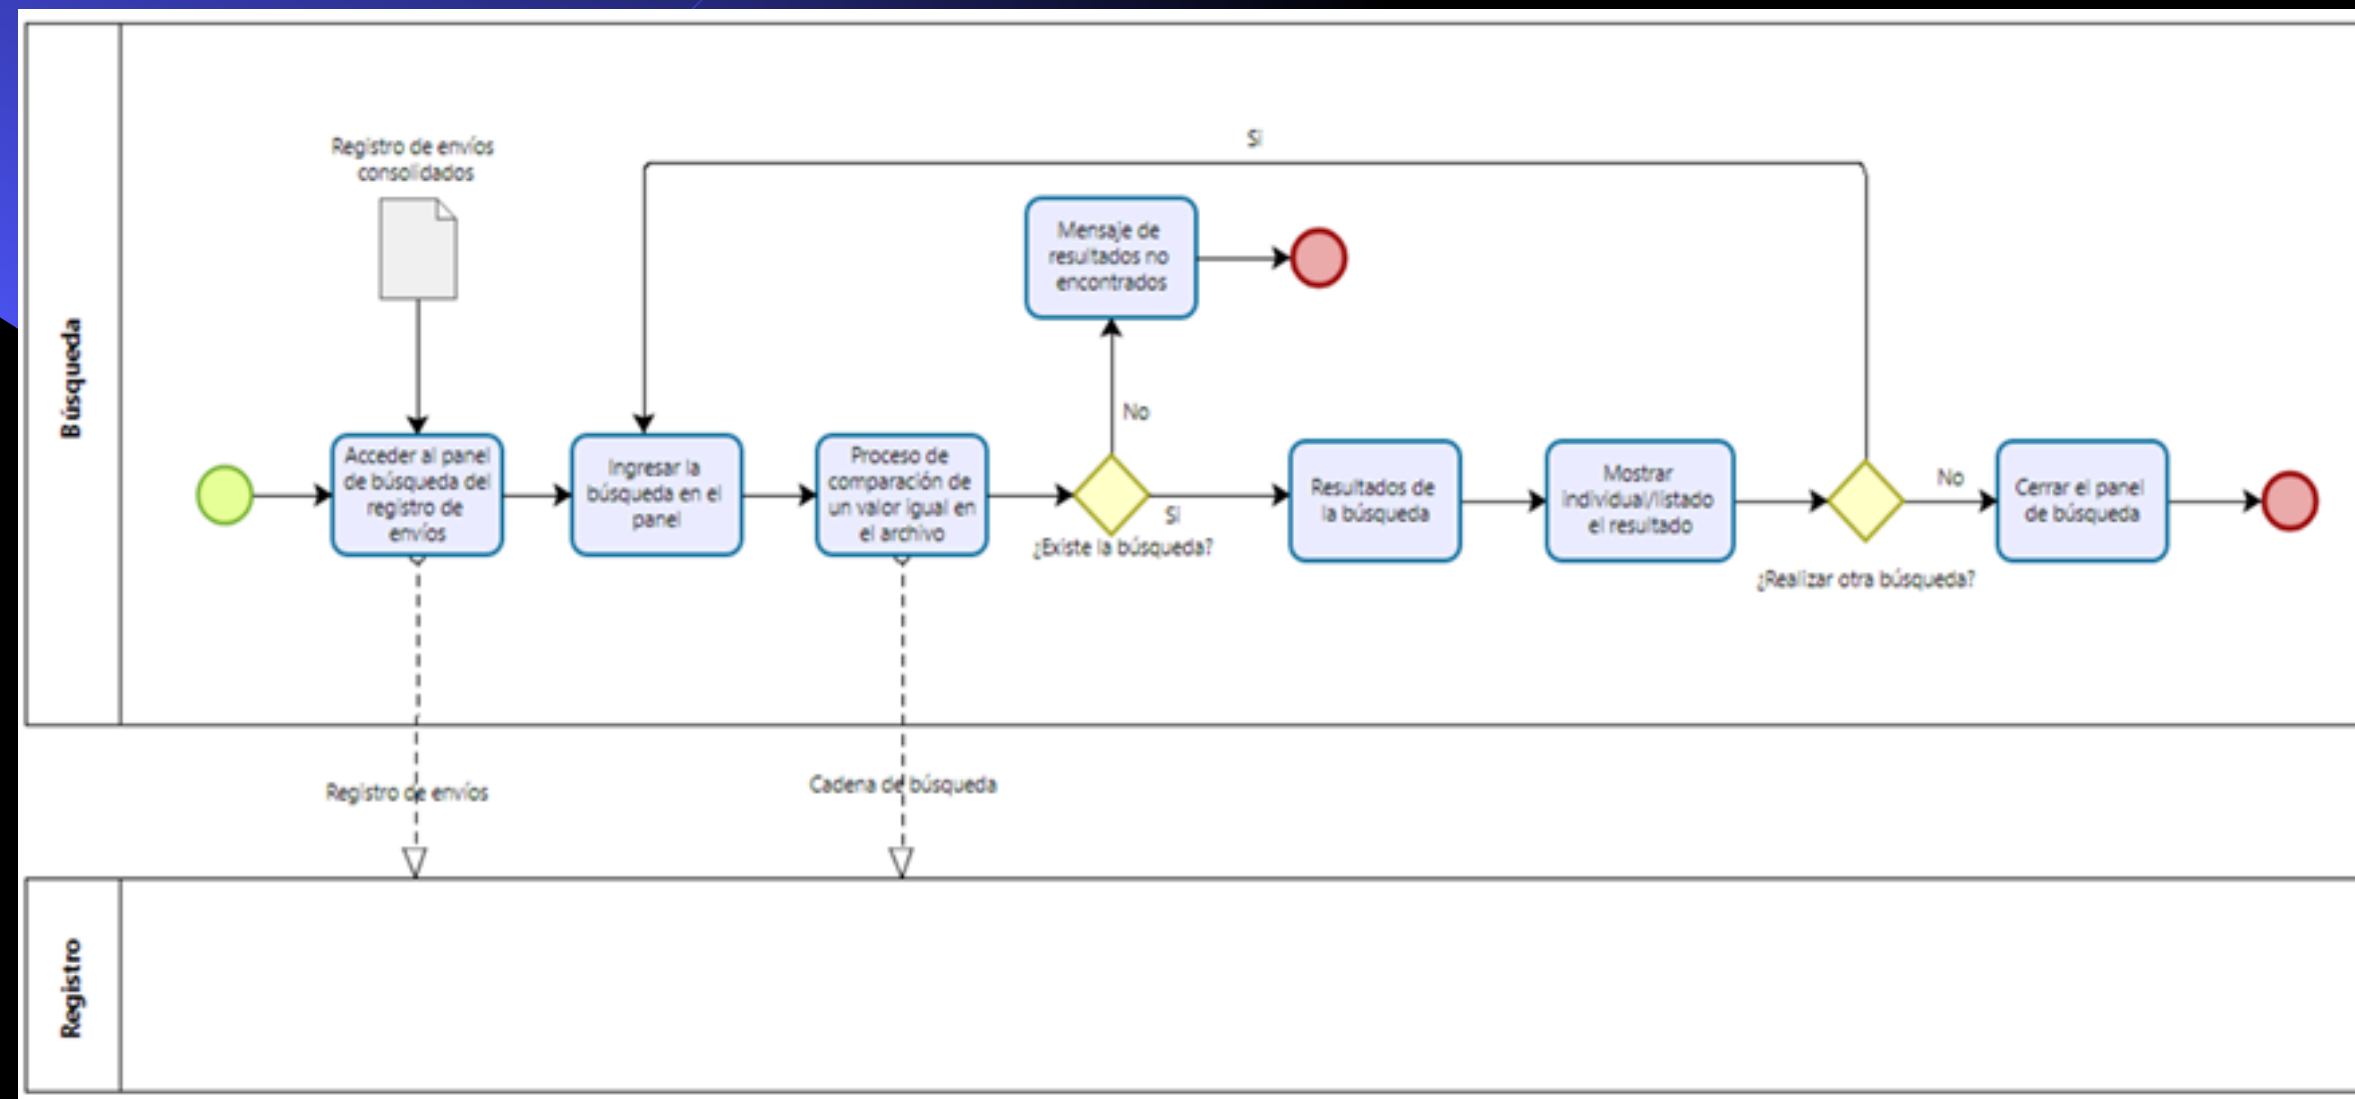 Búsqueda
Registro de envíos
consolidados
Si
Mensaje de
resultados no
encontrados
No
Acceder al panel
de búsqueda del
registro de
envíos
Ingresar la
búsqueda en el
panel
Proceso de
comparación de
un valor igual en
el archivo
Si
¿Existe la búsqueda?
Resultados de
la búsqueda
Mostrar
individual/listado
el resultado
¿Realizar otra búsqueda?
No
Cerrar el panel
de búsqueda
Registro de envíos
Cadena de búsqueda
Registro